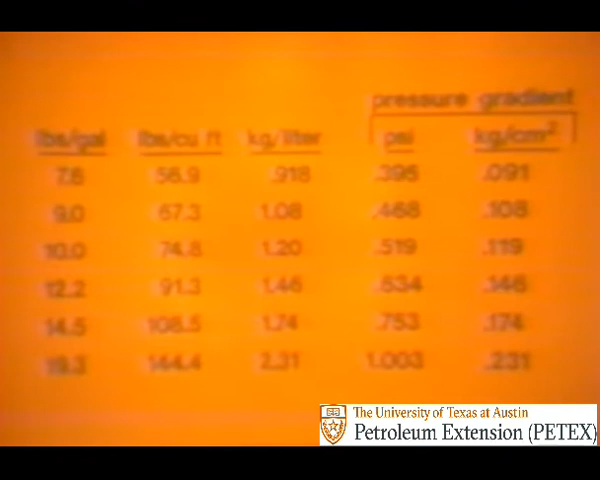 pressure gradient
lbs/gal lbs/cu ft kg/liter psi kg/cm²
7.6 56.9 .918 .395 .091
9.0 67.3 1.08 .468 .108
10.0 74.8 1.20 .519 .119
12.2 91.3 1.46 .634 .146
14.5 108.5 1.74 .753 .174
19.3 144.4 2.31 1.003 .231
The University of Texas at Austin
Petroleum Extension (PETEX)